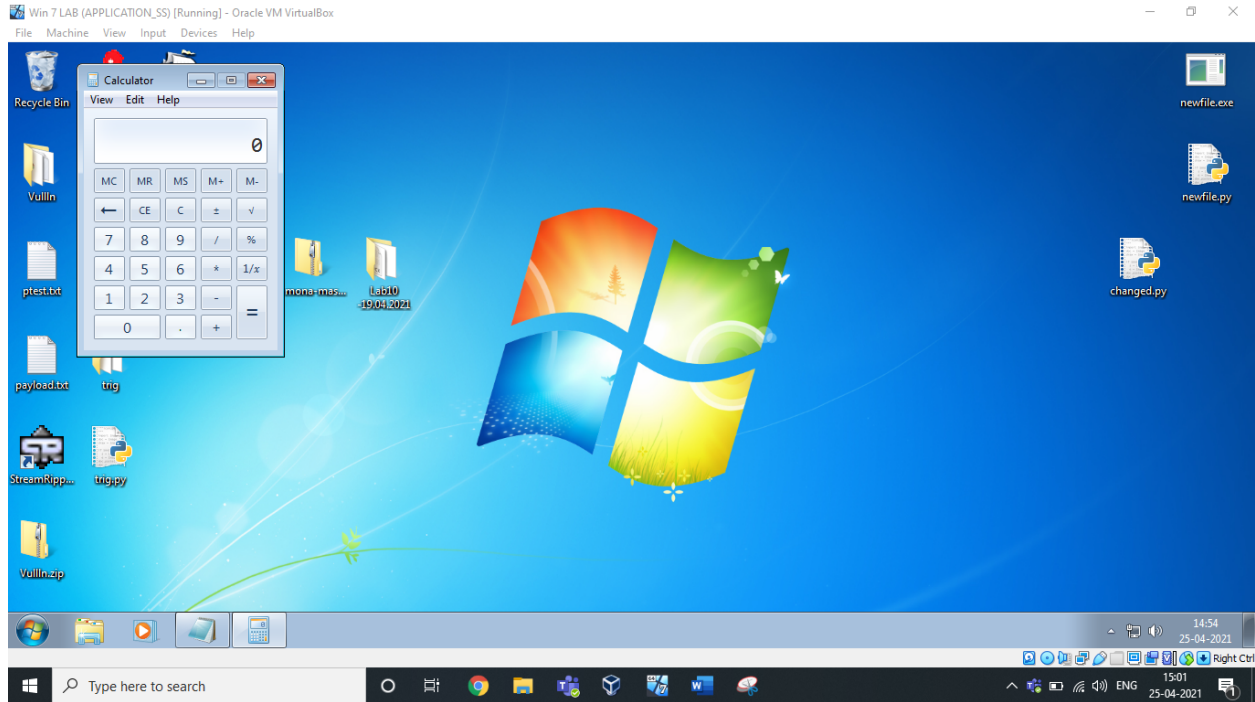 Win 7 LAB (APPLICATION_SS) [Running] - Oracle VM VirtualBox
File Machine View Input Devices Help
Recycle Bin
Calculator
View Edit Help
0
MC MR MS M+ M-
← CE C ± √
7 8 9 / %
4 5 6 * 1/x
1 2 3 - =
0 . +
newfile.exe
VulIn
newfile.py
ptest.txt
mona-mas...
Lab10
-19.04.2021
changed.py
payload.txt
trig
StreamRipp...
trig.py
VulIn.zip
14:54
25-04-2021
Right Ctrl
Type here to search
ENG
15:01
25-04-2021